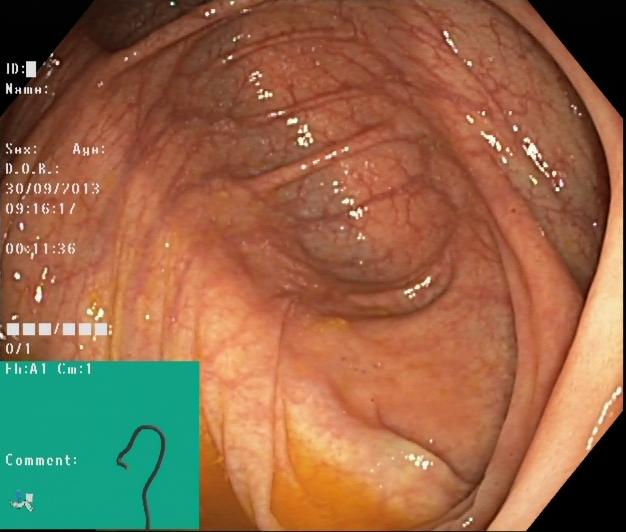 ID:
Name:
Sex: Age:
D.O.B.:
30/09/2013
09:16:17
00:11:36
/ :
0/1
Eh:A1 Cm:1
Comment: